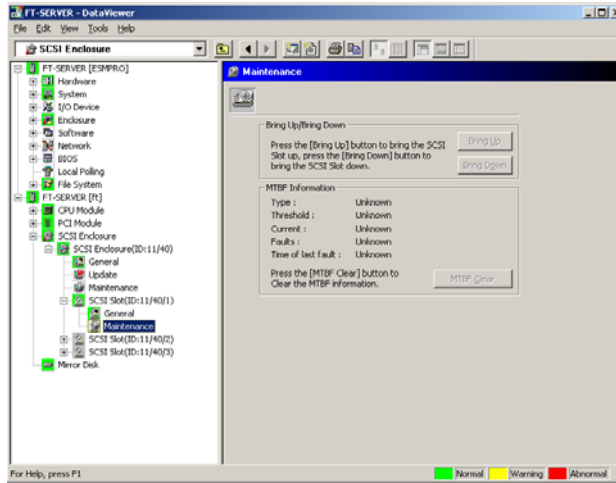 FT-SERVER - DataViewer
File Edit View Tools Help
SCSI Enclosure
FT-SERVER [ESMPRO]
Hardware
System
I/O Device
Enclosure
Software
Network
BIOS
Local Polling
File System
FT-SERVER [ft]
CPU Module
PCI Module
SCSI Enclosure
SCSI Enclosure(ID:11/40)
General
Update
Maintenance
SCSI Slot(ID:11/40/1)
General
Maintenance
SCSI Slot(ID:11/40/2)
SCSI Slot(ID:11/40/3)
Mirror Disk
Maintenance
Bring Up/Bring Down
Press the [Bring Up] button to bring the SCSI
Slot up, press the [Bring Down] button to
bring the SCSI Slot down.
Bring Up
Bring Down
MTBF Information
Type : Unknown
Threshold : Unknown
Current : Unknown
Faults : Unknown
Time of last fault : Unknown
Press the [MTBF Clear] button to
Clear the MTBF information.
MTBF Clear
For Help, press F1
Normal Warning Abnormal